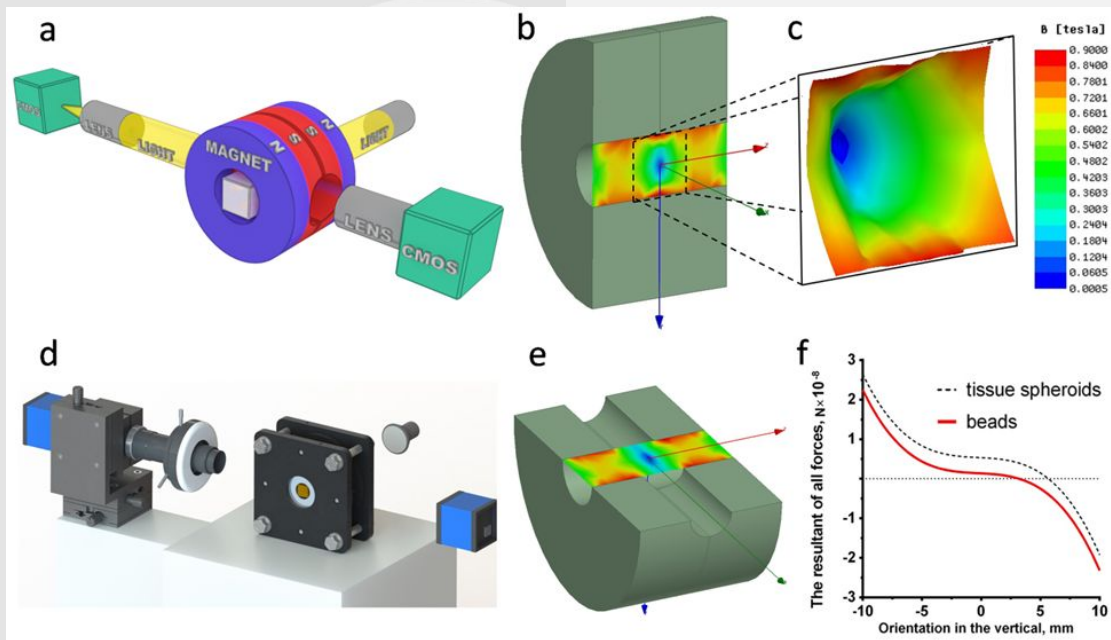 a
CMOS
LENS
LIGHT
MAGNET
N
S
S
N
LIGHT
LENS
CMOS
b
c
B [tesla]
0.9000
0.8400
0.7801
0.7201
0.6601
0.6002
0.5402
0.4803
0.4203
0.3603
0.3003
0.2404
0.1804
0.1204
0.0605
0.0005
d
e
f
The resultant of all forces, N×10⁻⁸
3
2
1
-1
-2
-3
-10
-5
0
5
10
tissue spheroids
beads
Orientation in the vertical, mm